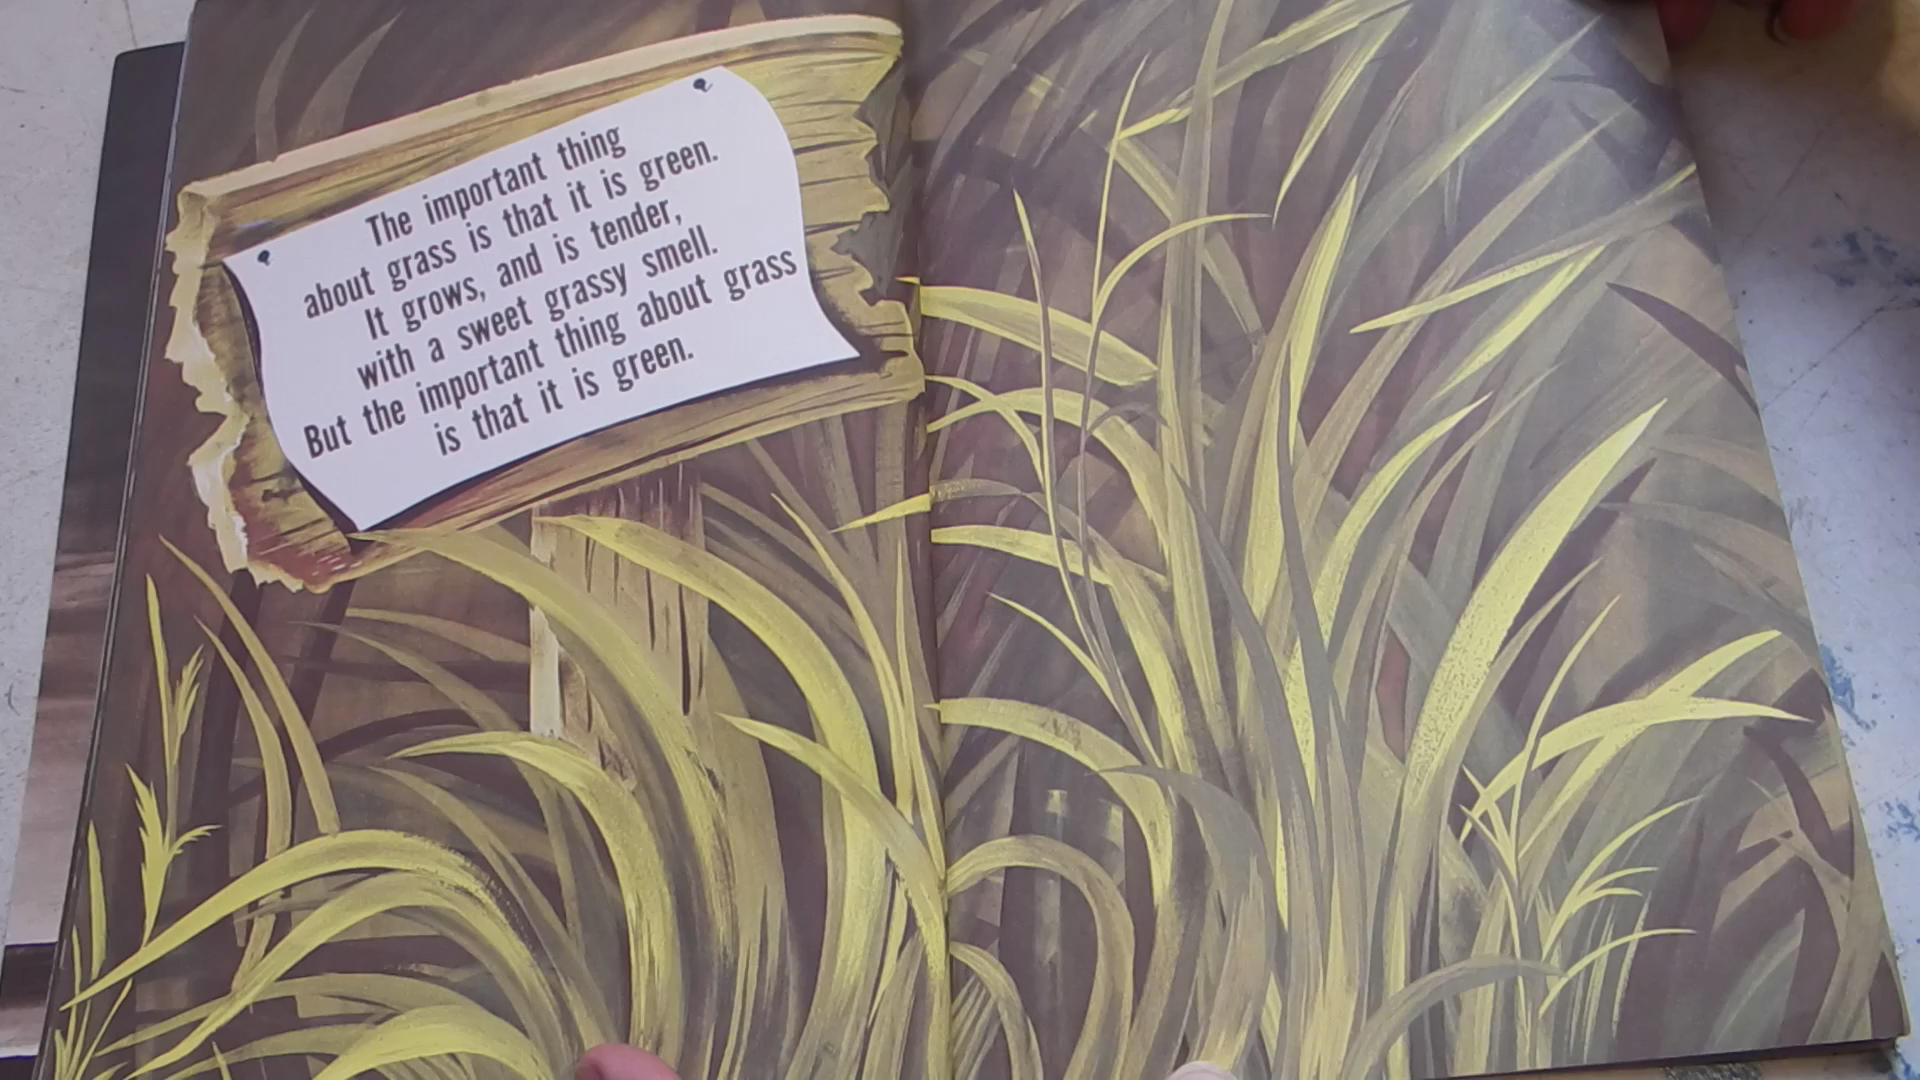 The important thing
about grass is that it is green.
It grows, and is tender,
with a sweet grassy smell.
But the important thing about grass
is that it is green.